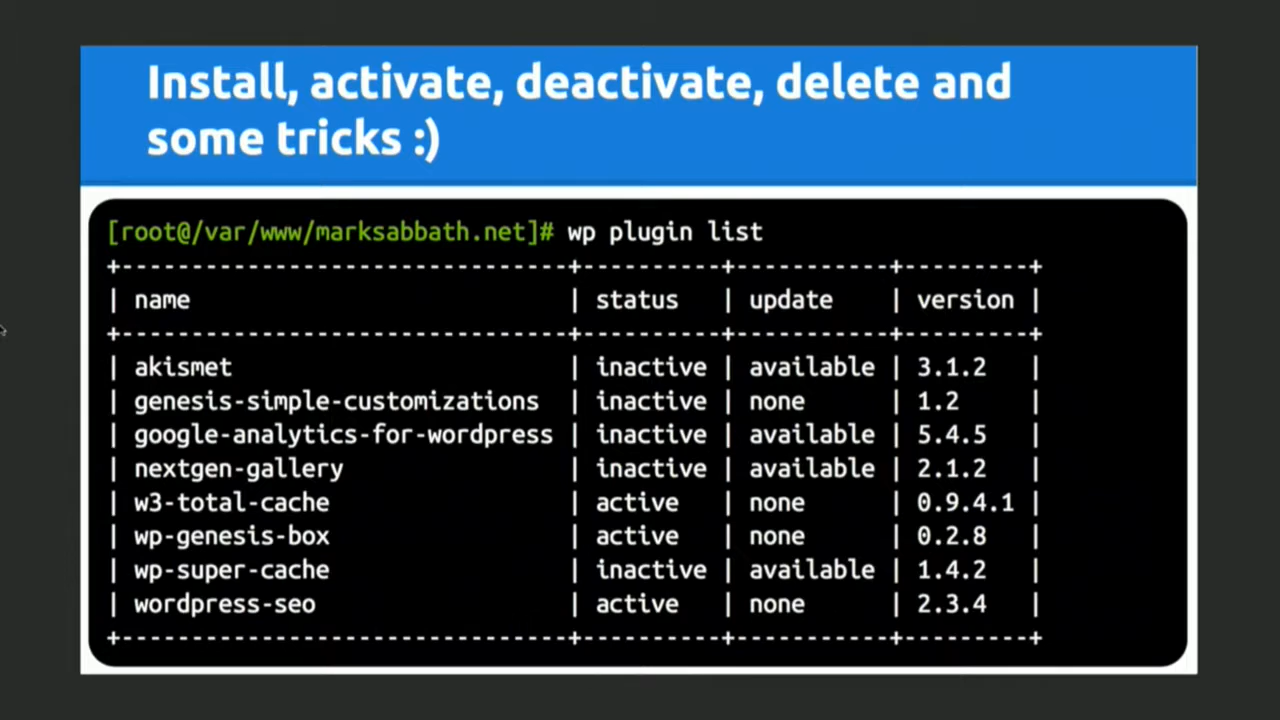 Install, activate, deactivate, delete and
some tricks :)
[root@/var/www/marksabbath.net]# wp plugin list
+---------------------------------+----------+-----------+---------+
| name                            | status   | update    | version |
+---------------------------------+----------+-----------+---------+
| akismet                         | inactive | available | 3.1.2   |
| genesis-simple-customizations   | inactive | none      | 1.2     |
| google-analytics-for-wordpress  | inactive | available | 5.4.5   |
| nextgen-gallery                 | inactive | available | 2.1.2   |
| w3-total-cache                  | active   | none      | 0.9.4.1 |
| wp-genesis-box                  | active   | none      | 0.2.8   |
| wp-super-cache                  | inactive | available | 1.4.2   |
| wordpress-seo                   | active   | none      | 2.3.4   |
+---------------------------------+----------+-----------+---------+